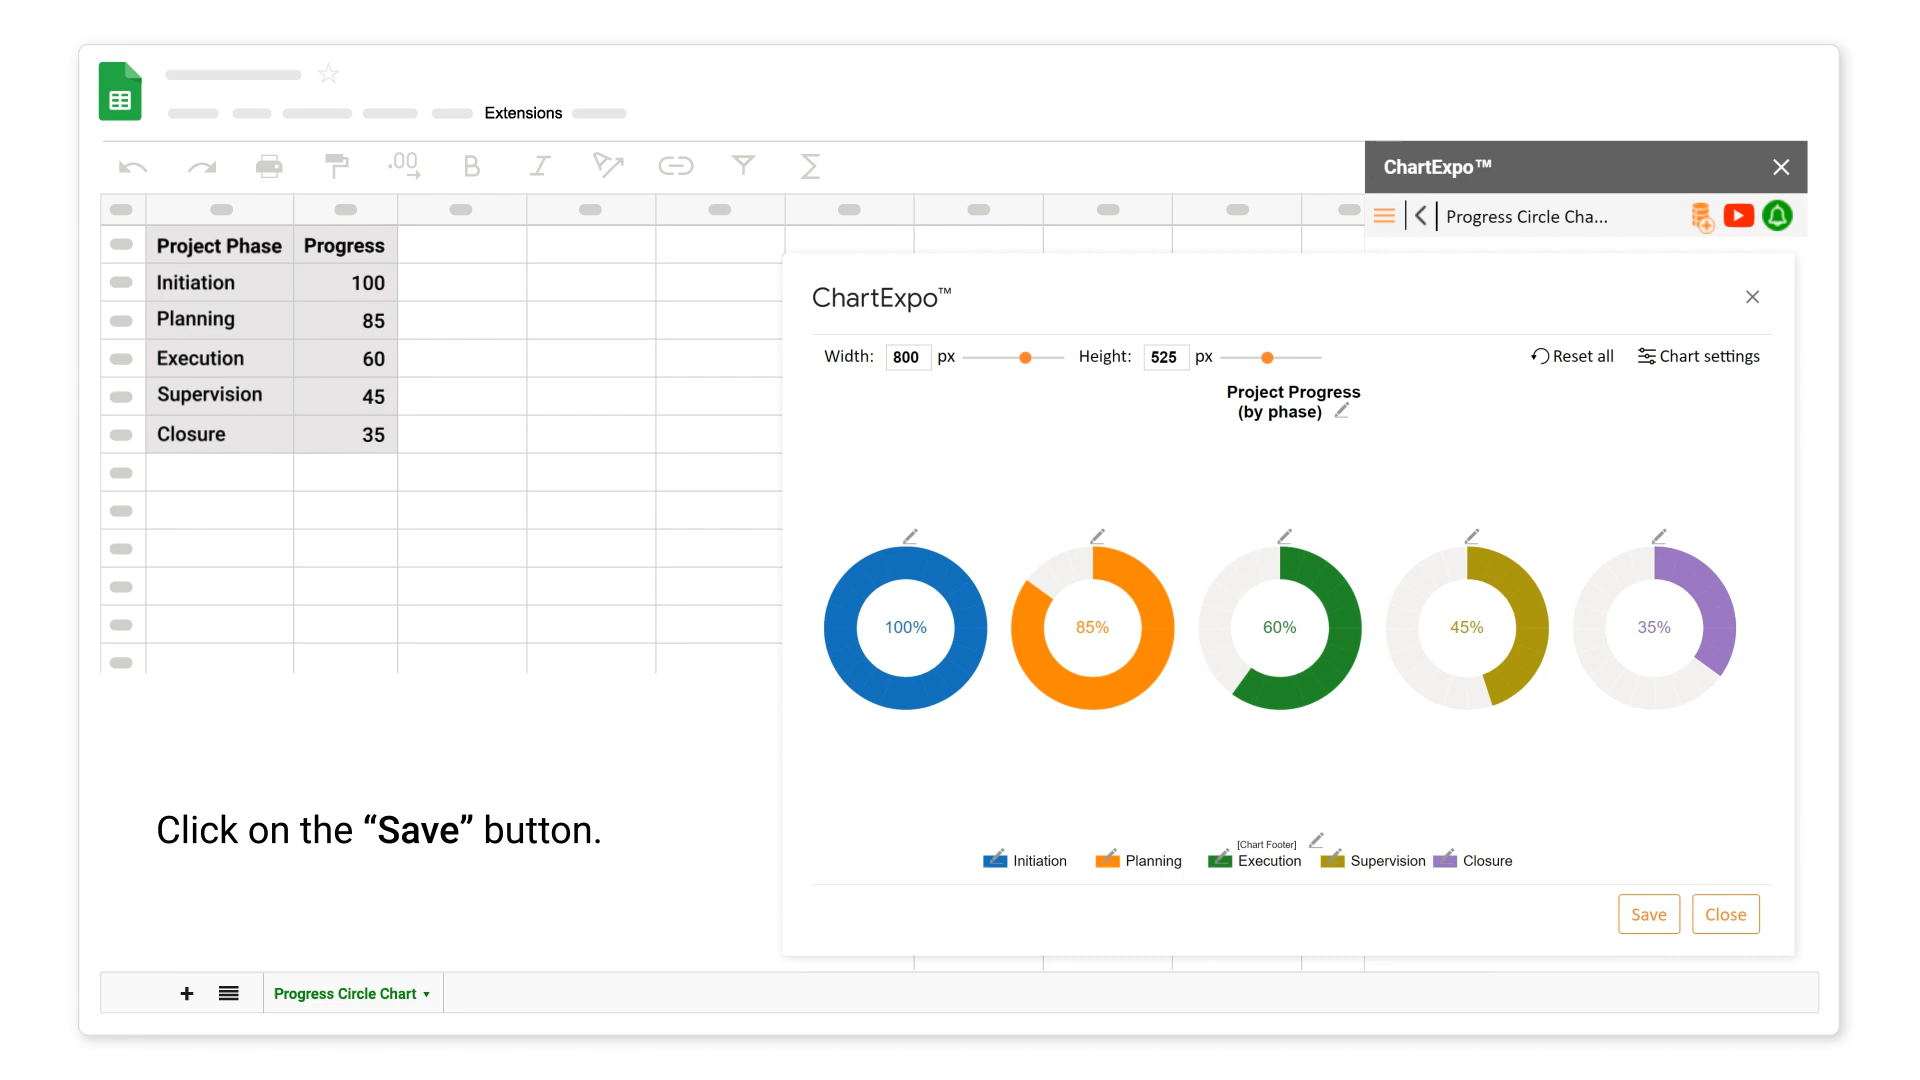 Extensions
.00
ChartExpo™
Progress Circle Cha...
Project Phase Progress
Initiation 100
Planning 85
Execution 60
Supervision 45
Closure 35
ChartExpo™
Width: 800 px Height: 525 px Reset all Chart settings
Project Progress
(by phase)
100% 85% 60% 45% 35%
Click on the “Save” button.
[Chart Footer]
Initiation Planning Execution Supervision Closure
Save Close
Progress Circle Chart